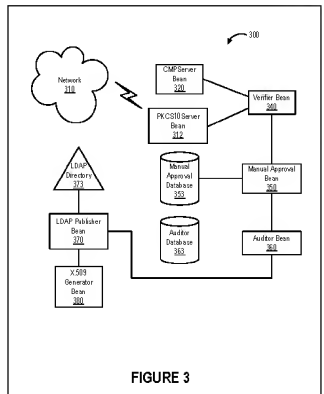 300
Network
310
CMPServer
Bean
320
PKCS10Server
Bean
312
Verifier Bean
340
LDAP
Directory
373
Manual
Approval
Database
353
Manual Approval
Bean
350
LDAP Publisher
Bean
370
Auditor
Database
363
Auditor Bean
360
X.509
Generator
Bean
380
FIGURE 3